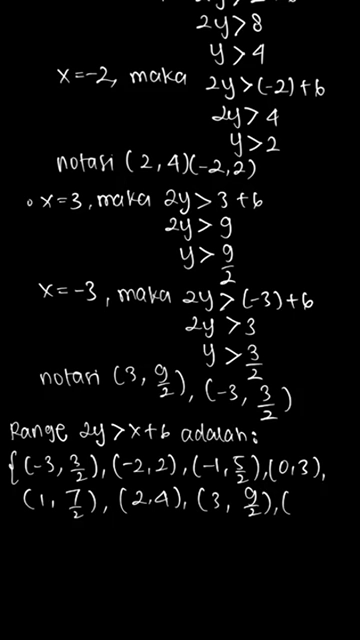 2y > 8
y > 4
x = -2, maka 2y > (-2) + 6
2y > 4
y > 2
notasi (2, 4)(-2, 2)
x = 3, maka 2y > 3 + 6
2y > 9
y > 9/2
x = -3, maka 2y > (-3) + 6
2y > 3
y > 3/2
notasi (3, 9/2), (-3, 3/2)
Range 2y > x + 6 adalah:
{(-3, 3/2), (-2, 2), (-1, 5/2), (0, 3),
(1, 7/2), (2, 4), (3, 9/2), (